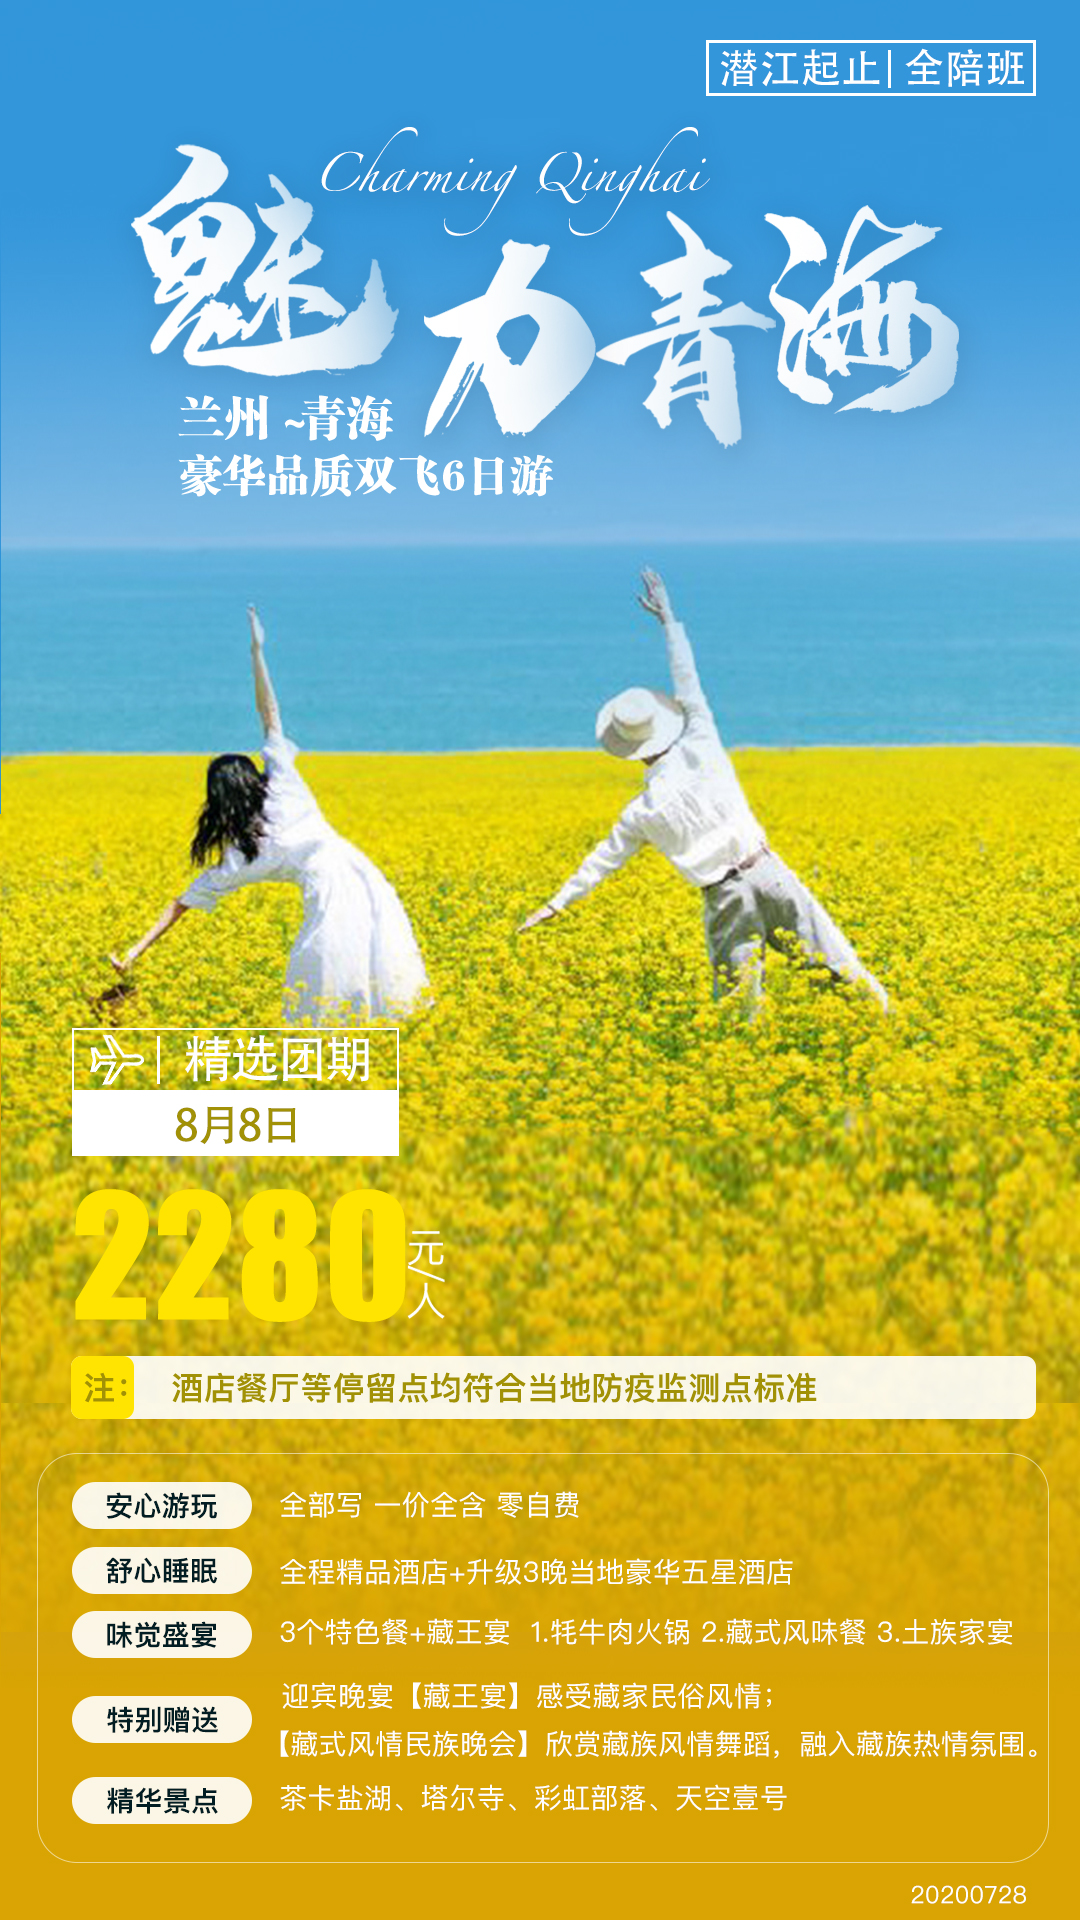 潜江起止|全陪班
Charming Qinghai
魅力青海
兰州~青海
豪华品质双飞6日游
精选团期
8月8日
2280元/人
注： 酒店餐厅等停留点均符合当地防疫监测点标准
安心游玩 全部写 一价全含 零自费
舒心睡眠 全程精品酒店+升级3晚当地豪华五星酒店
味觉盛宴 3个特色餐+藏王宴 1.牦牛肉火锅 2.藏式风味餐 3.土族家宴
特别赠送 迎宾晚宴【藏王宴】感受藏家民俗风情；
【藏式风情民族晚会】欣赏藏族风情舞蹈，融入藏族热情氛围。
精华景点 茶卡盐湖、塔尔寺、彩虹部落、天空壹号
20200728